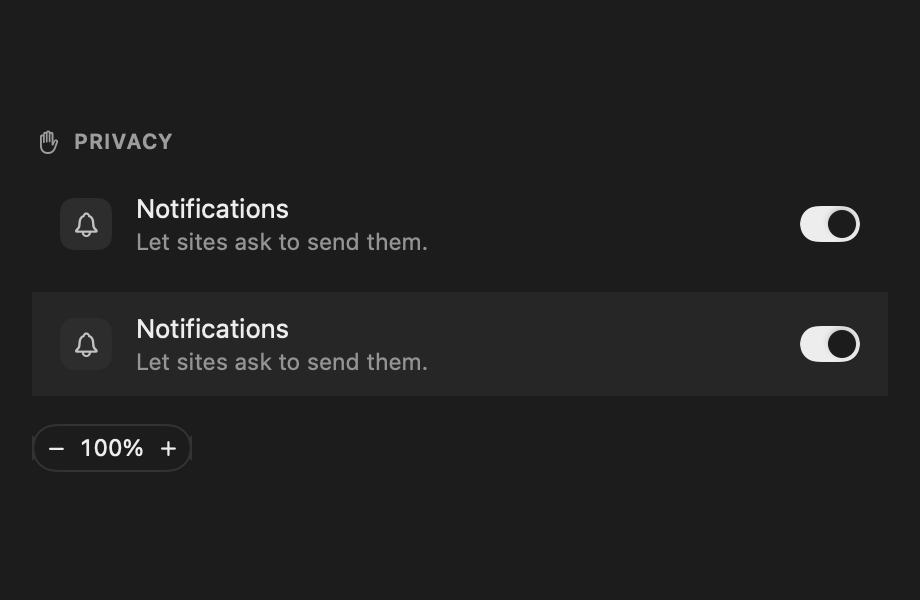 PRIVACY
Notifications
Let sites ask to send them.
Notifications
Let sites ask to send them.
− 100% +